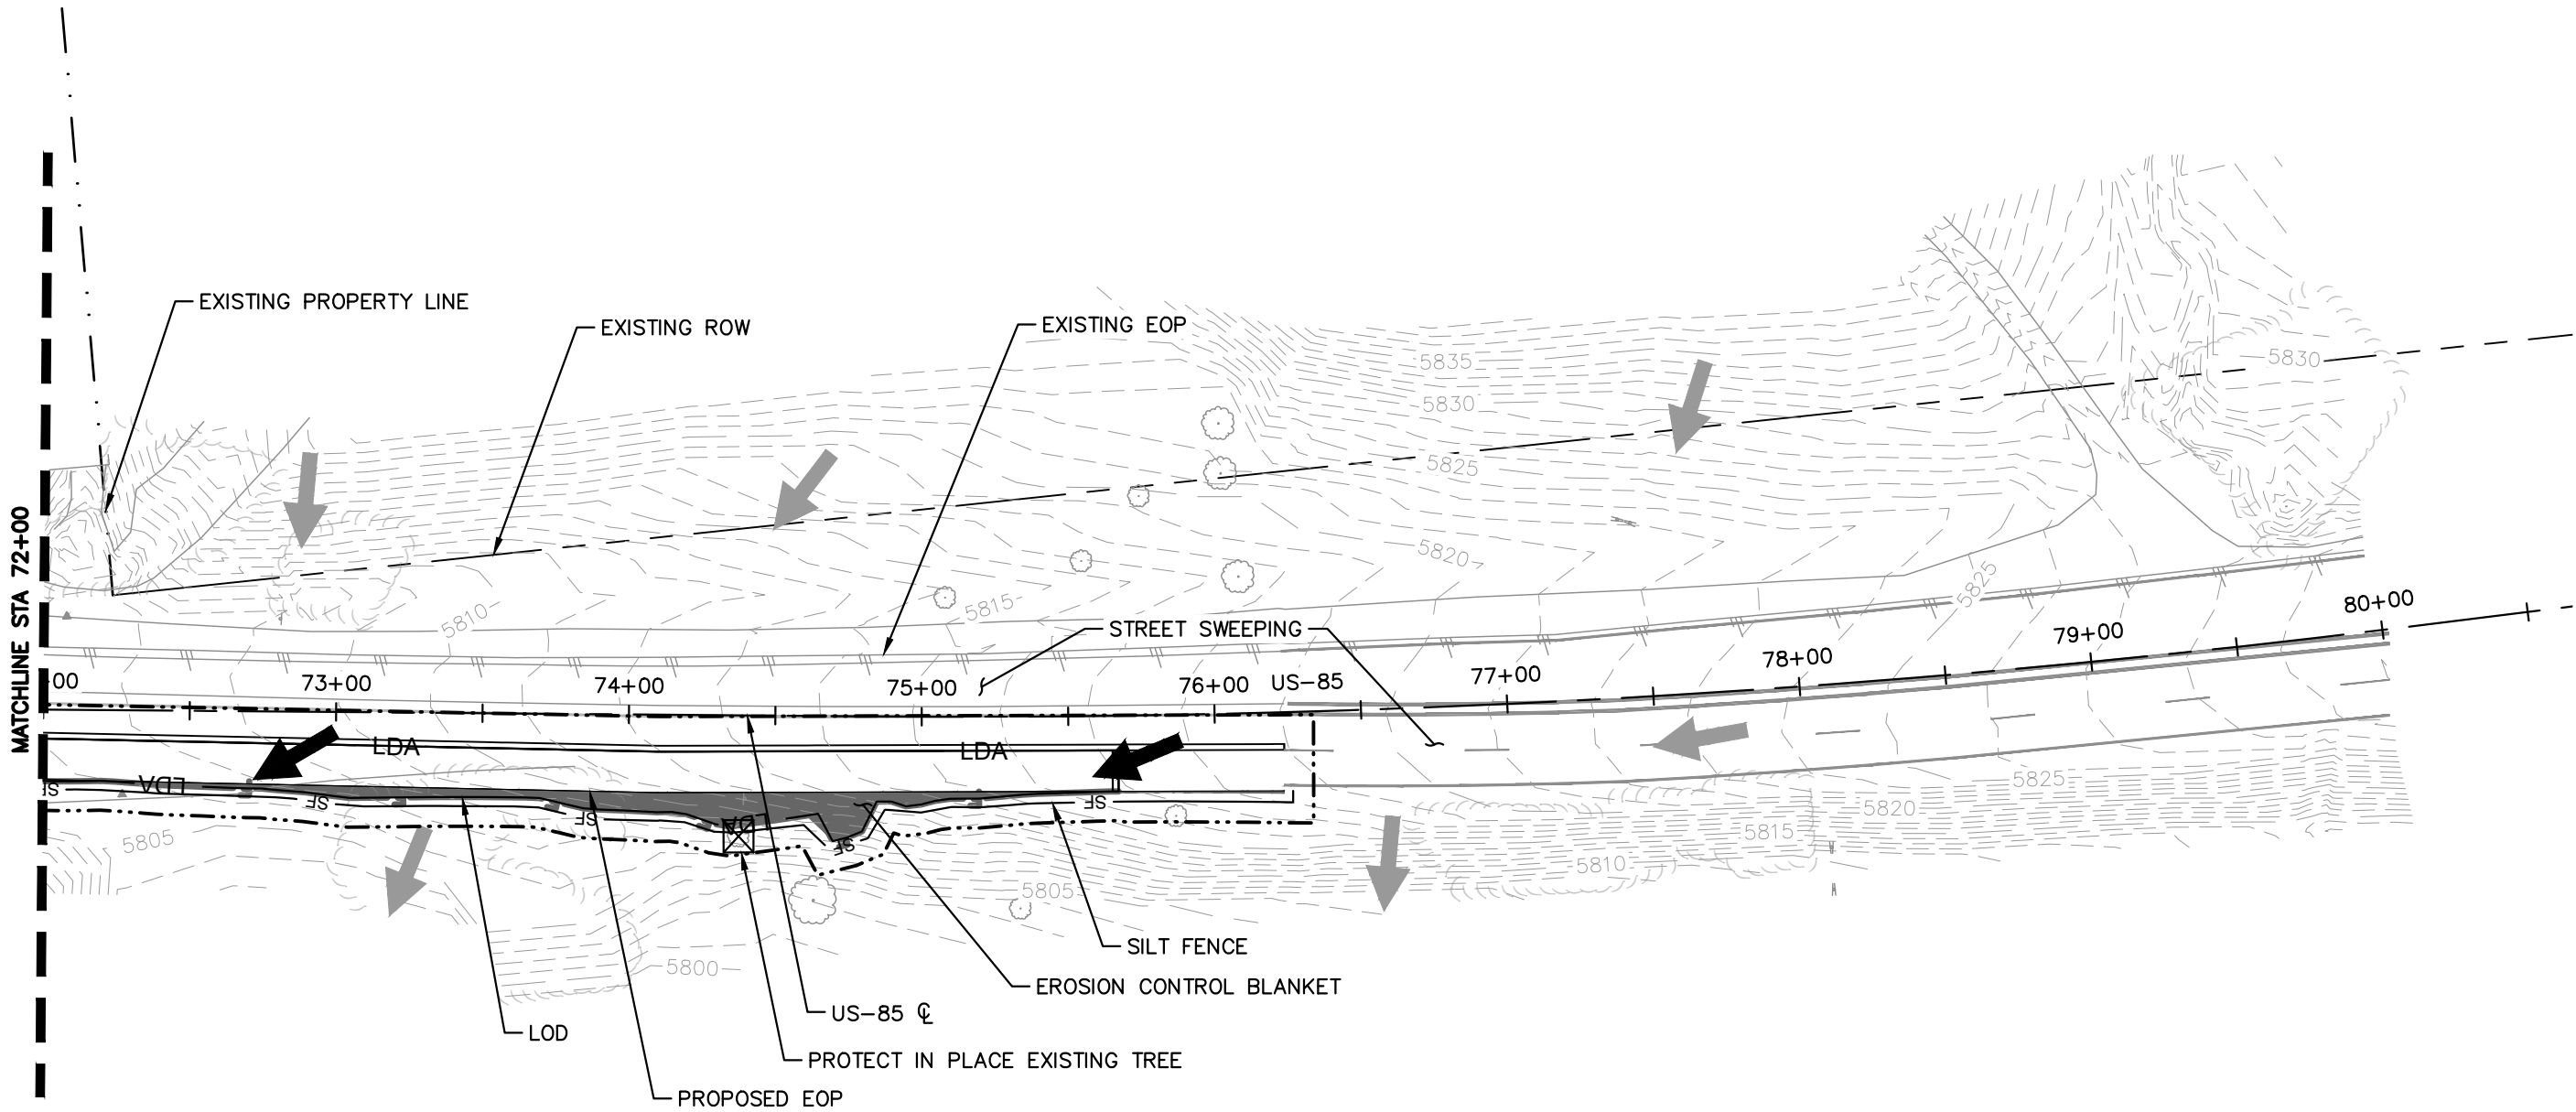 EXISTING PROPERTY LINE
EXISTING ROW
EXISTING EOP
5835
5830
5830
5825
5820
5825
5815
5810
MATCHLINE STA 72+00
STREET SWEEPING
+00
73+00
74+00
75+00
76+00
US-85
77+00
78+00
79+00
80+00
LDA
LDA
LDA
LDA
SF
SF
SF
SF
SF
5805
5825
5820
5815
5810
5805
5800
SILT FENCE
EROSION CONTROL BLANKET
US-85 ℄
LOD
PROTECT IN PLACE EXISTING TREE
PROPOSED EOP